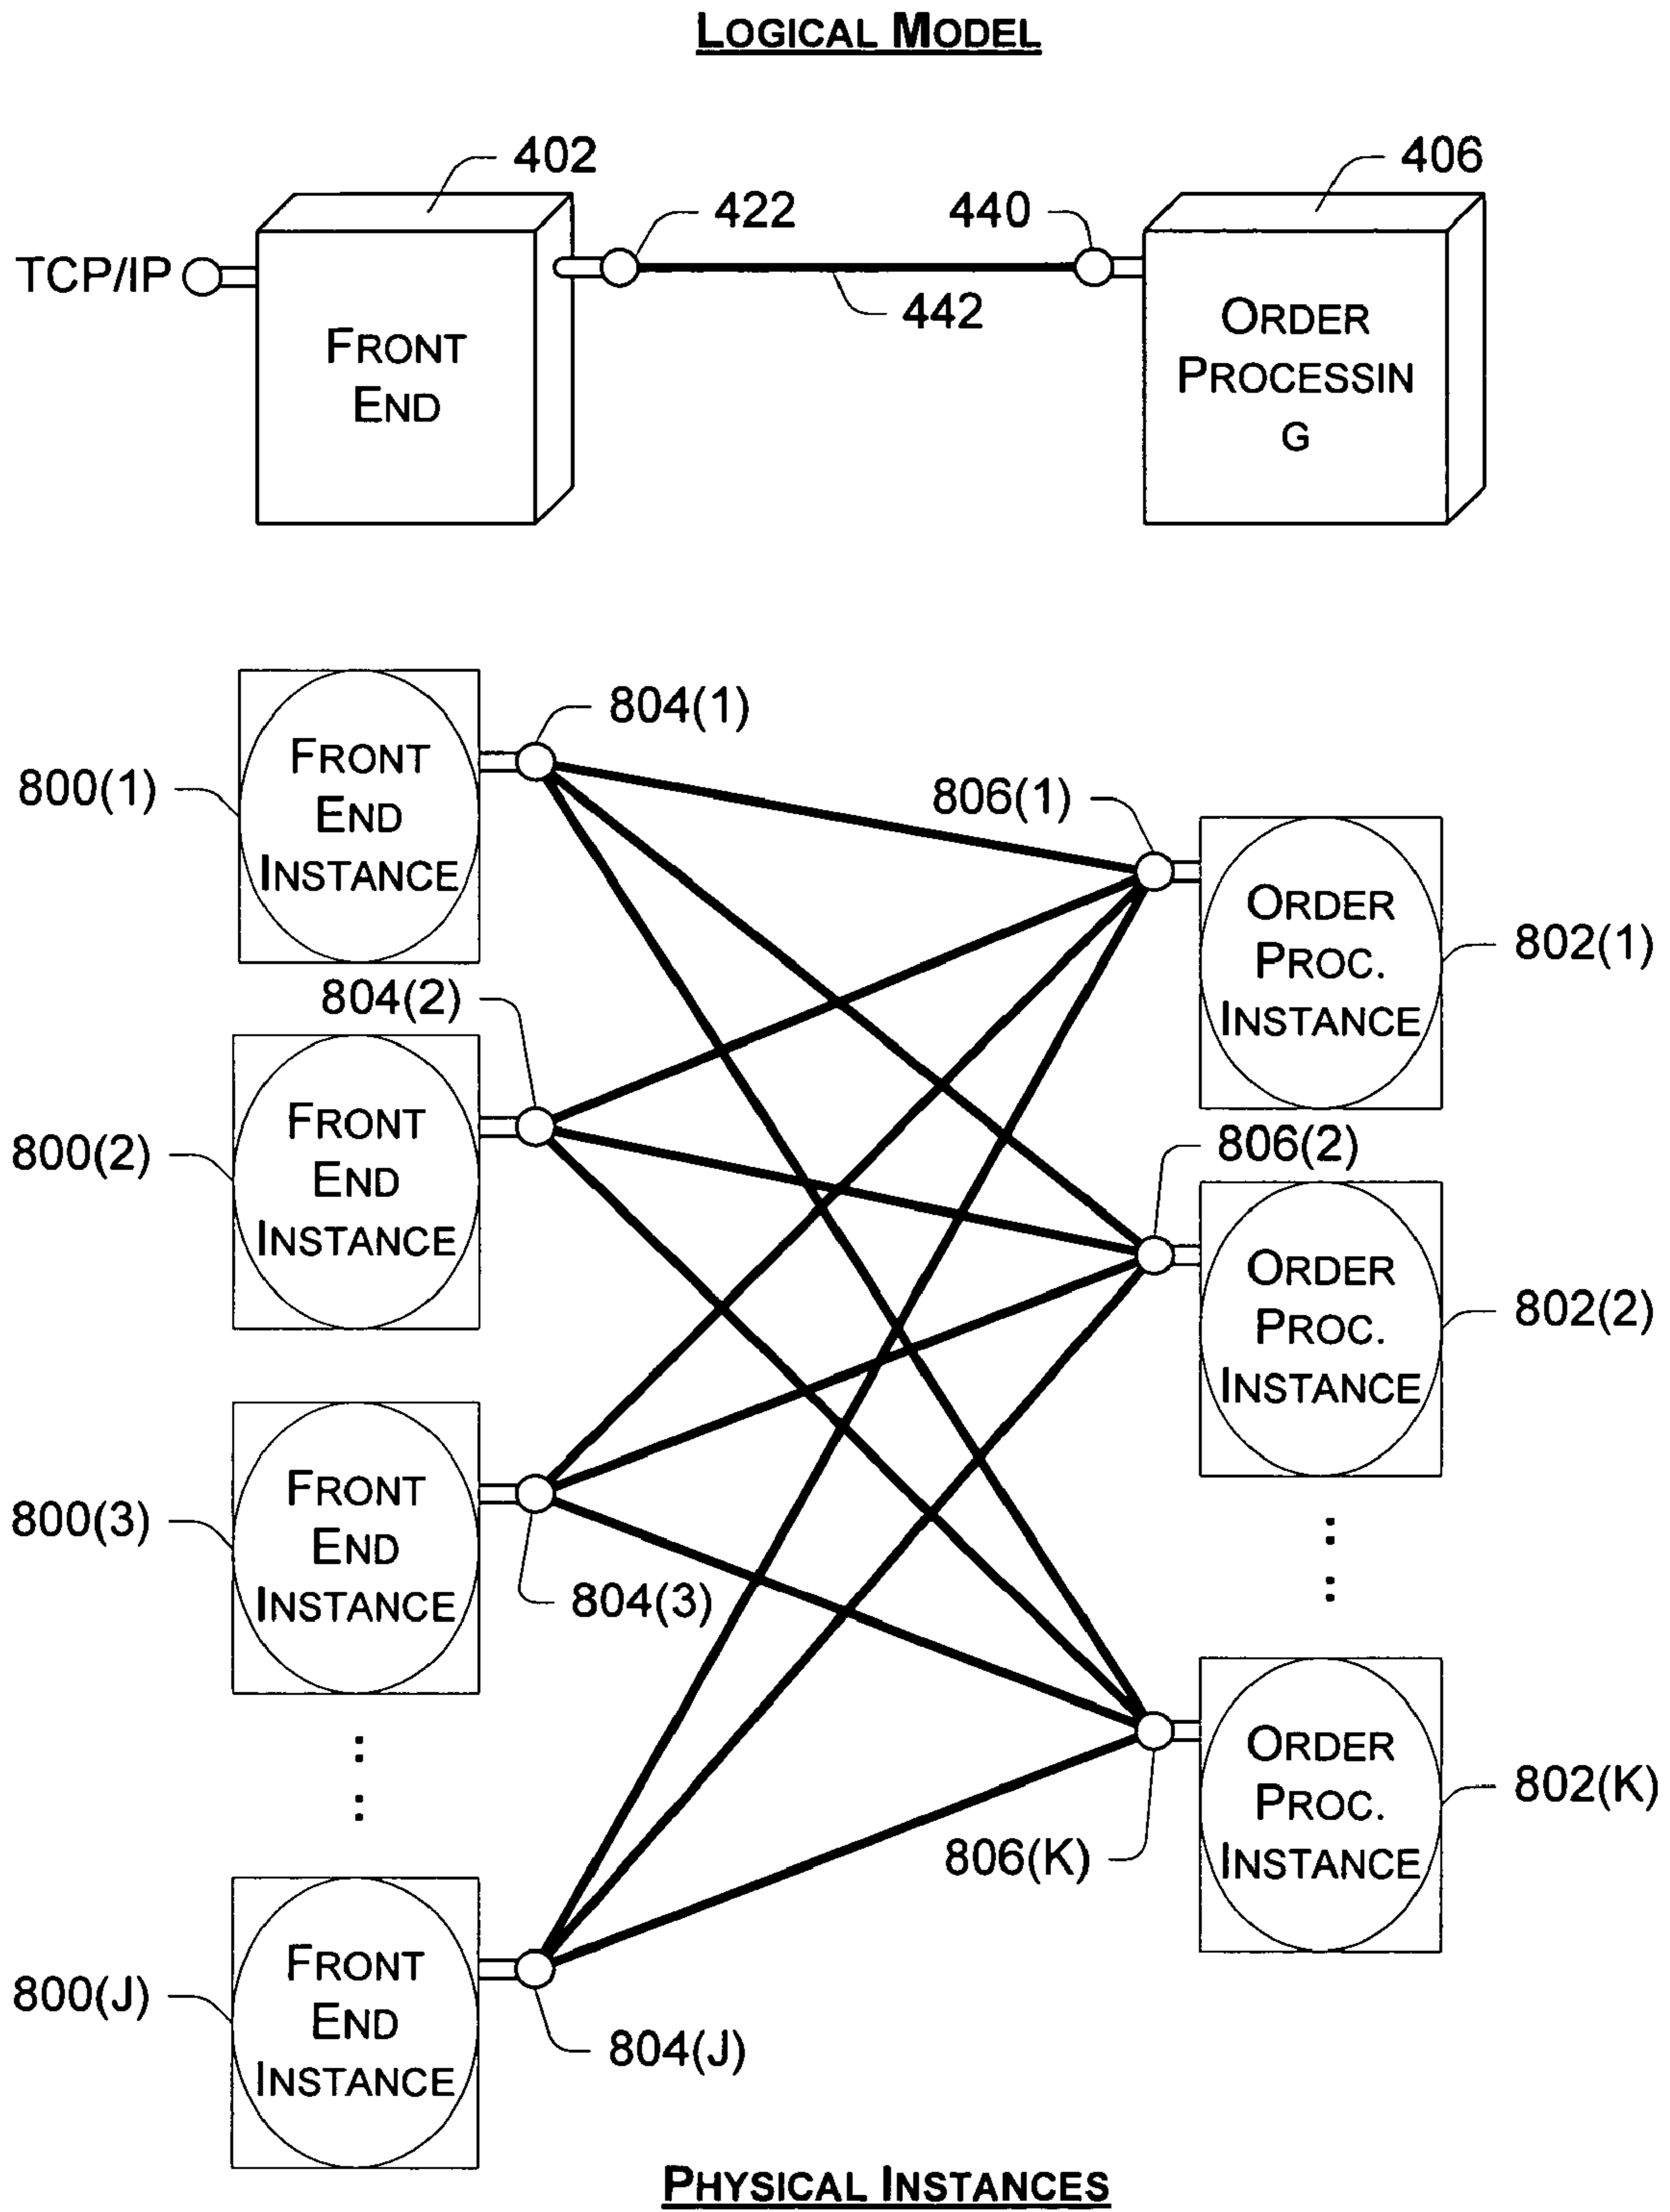 LOGICAL MODEL
402
406
422
440
TCP/IP
442
FRONT
END
ORDER
PROCESSIN
G
804(1)
800(1)
FRONT
END
INSTANCE
806(1)
ORDER
PROC.
INSTANCE
802(1)
804(2)
800(2)
FRONT
END
INSTANCE
806(2)
ORDER
PROC.
INSTANCE
802(2)
800(3)
FRONT
END
INSTANCE
804(3)
:
:
:
:
ORDER
PROC.
INSTANCE
802(K)
806(K)
800(J)
FRONT
END
INSTANCE
804(J)
PHYSICAL INSTANCES